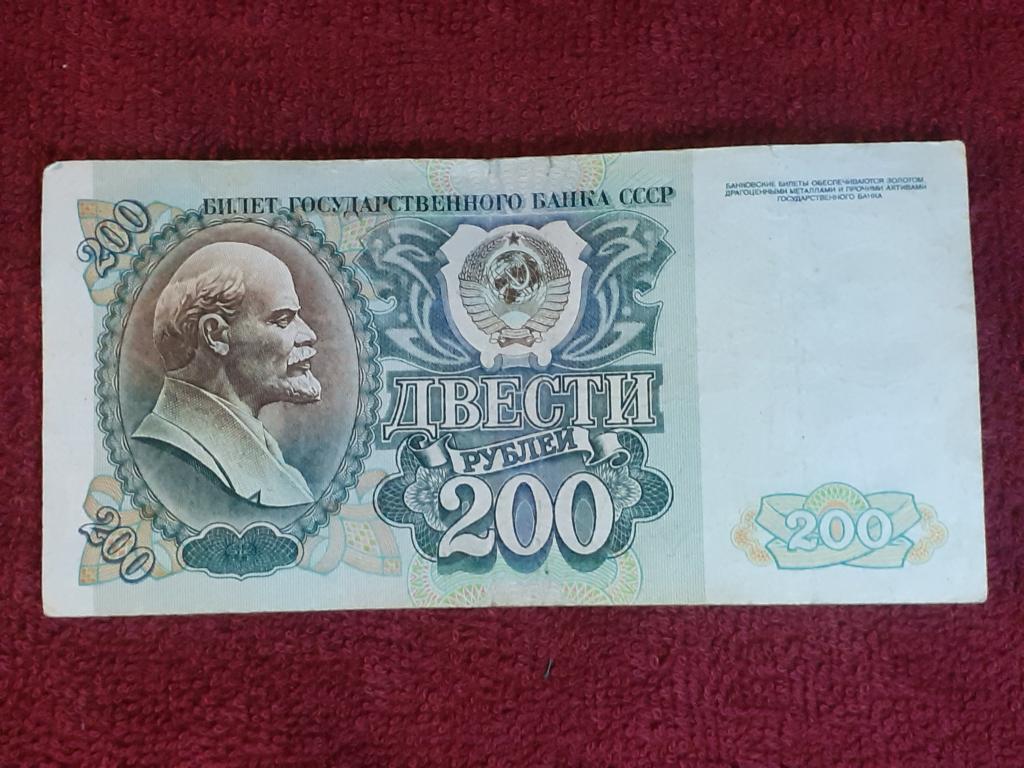 БИЛЕТ ГОСУДАРСТВЕННОГО БАНКА СССР
БАНКОВСКИЕ БИЛЕТЫ ОБЕСПЕЧИВАЮТСЯ ЗОЛОТОМ,
ДРАГОЦЕННЫМИ МЕТАЛЛАМИ И ПРОЧИМИ АКТИВАМИ
ГОСУДАРСТВЕННОГО БАНКА
200
ДВЕСТИ
РУБЛЕЙ
200
200
200